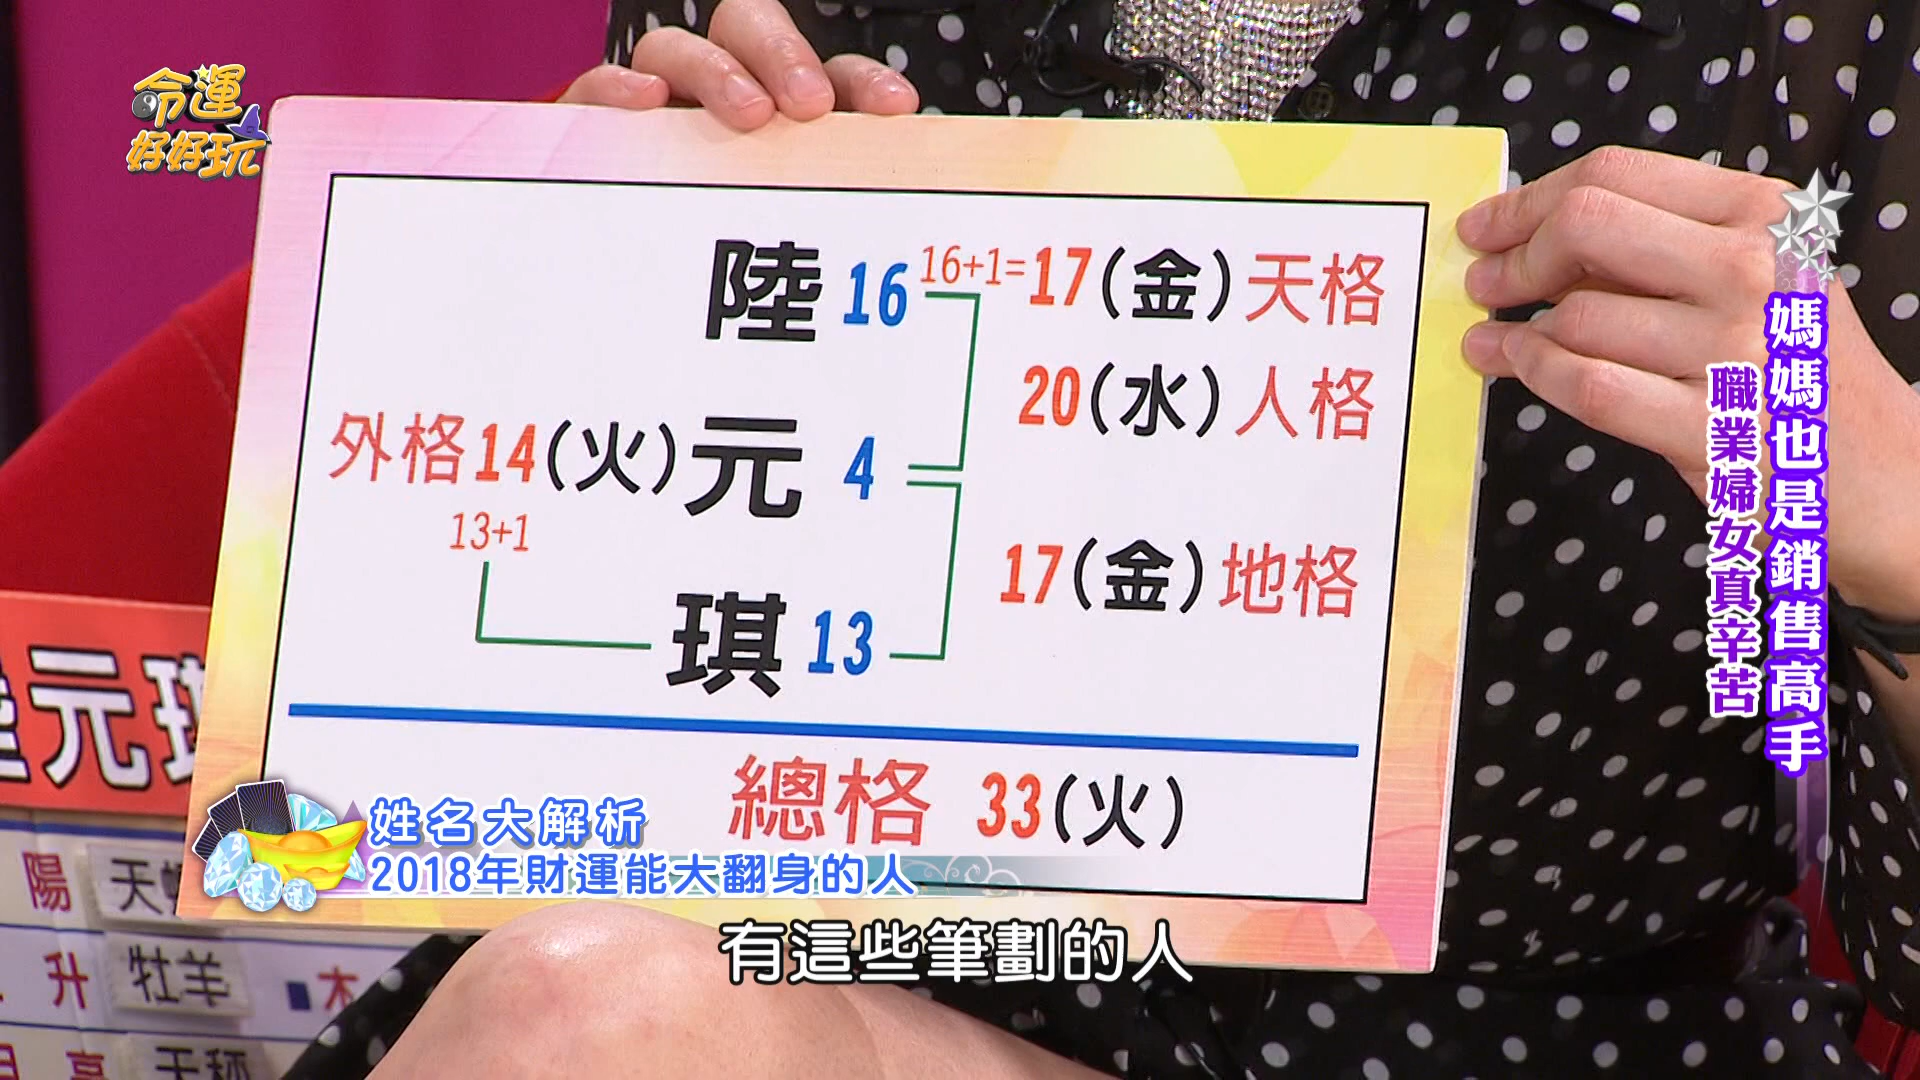 命運
好好玩
陸 16 16+1=17(金)天格
20(水)人格
外格14(火)元 4
13+1
17(金)地格
琪 13
總格 33(火)
媽媽也是銷售高手
職業婦女真辛苦
元琪
陽 天
升 牡羊 木
天秤
姓名大解析
2018年財運能大翻身的人
有這些筆劃的人